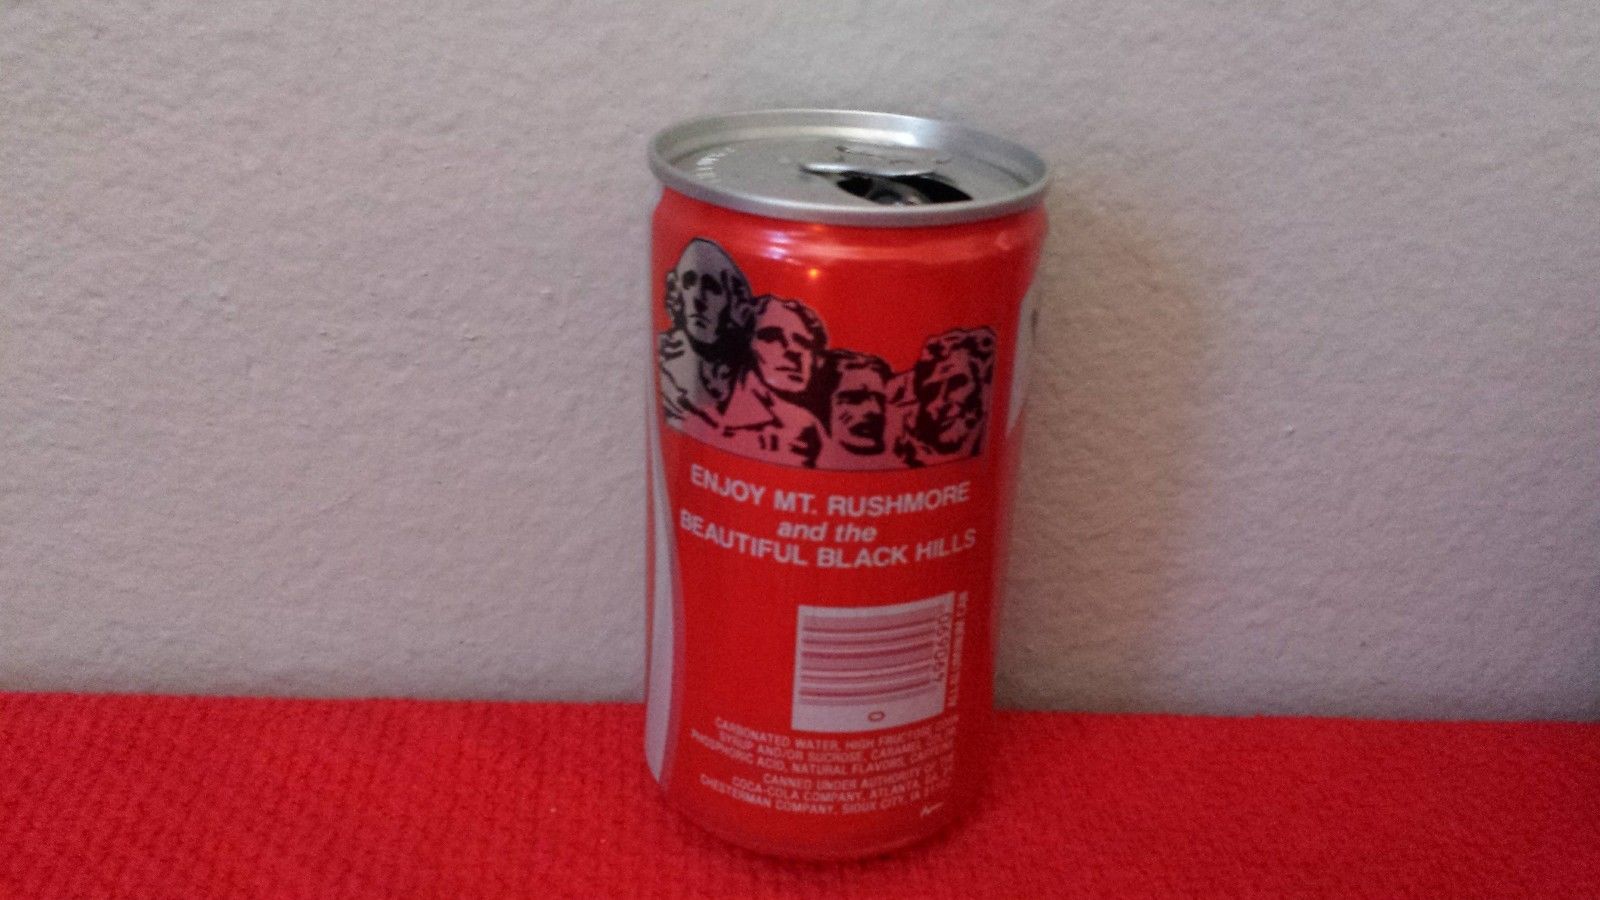 ENJOY MT. RUSHMORE
and the
BEAUTIFUL BLACK HILLS
CARBONATED WATER, HIGH FRUCTOSE CORN
SYRUP AND/OR SUCROSE, CARAMEL
PHOSPHORIC ACID, NATURAL FLAVORS, CAFFEINE
CANNED UNDER AUTHORITY OF THE
COCA-COLA COMPANY, ATLANTA, GA.
CHESTERMAN COMPANY, SIOUX CITY, IA